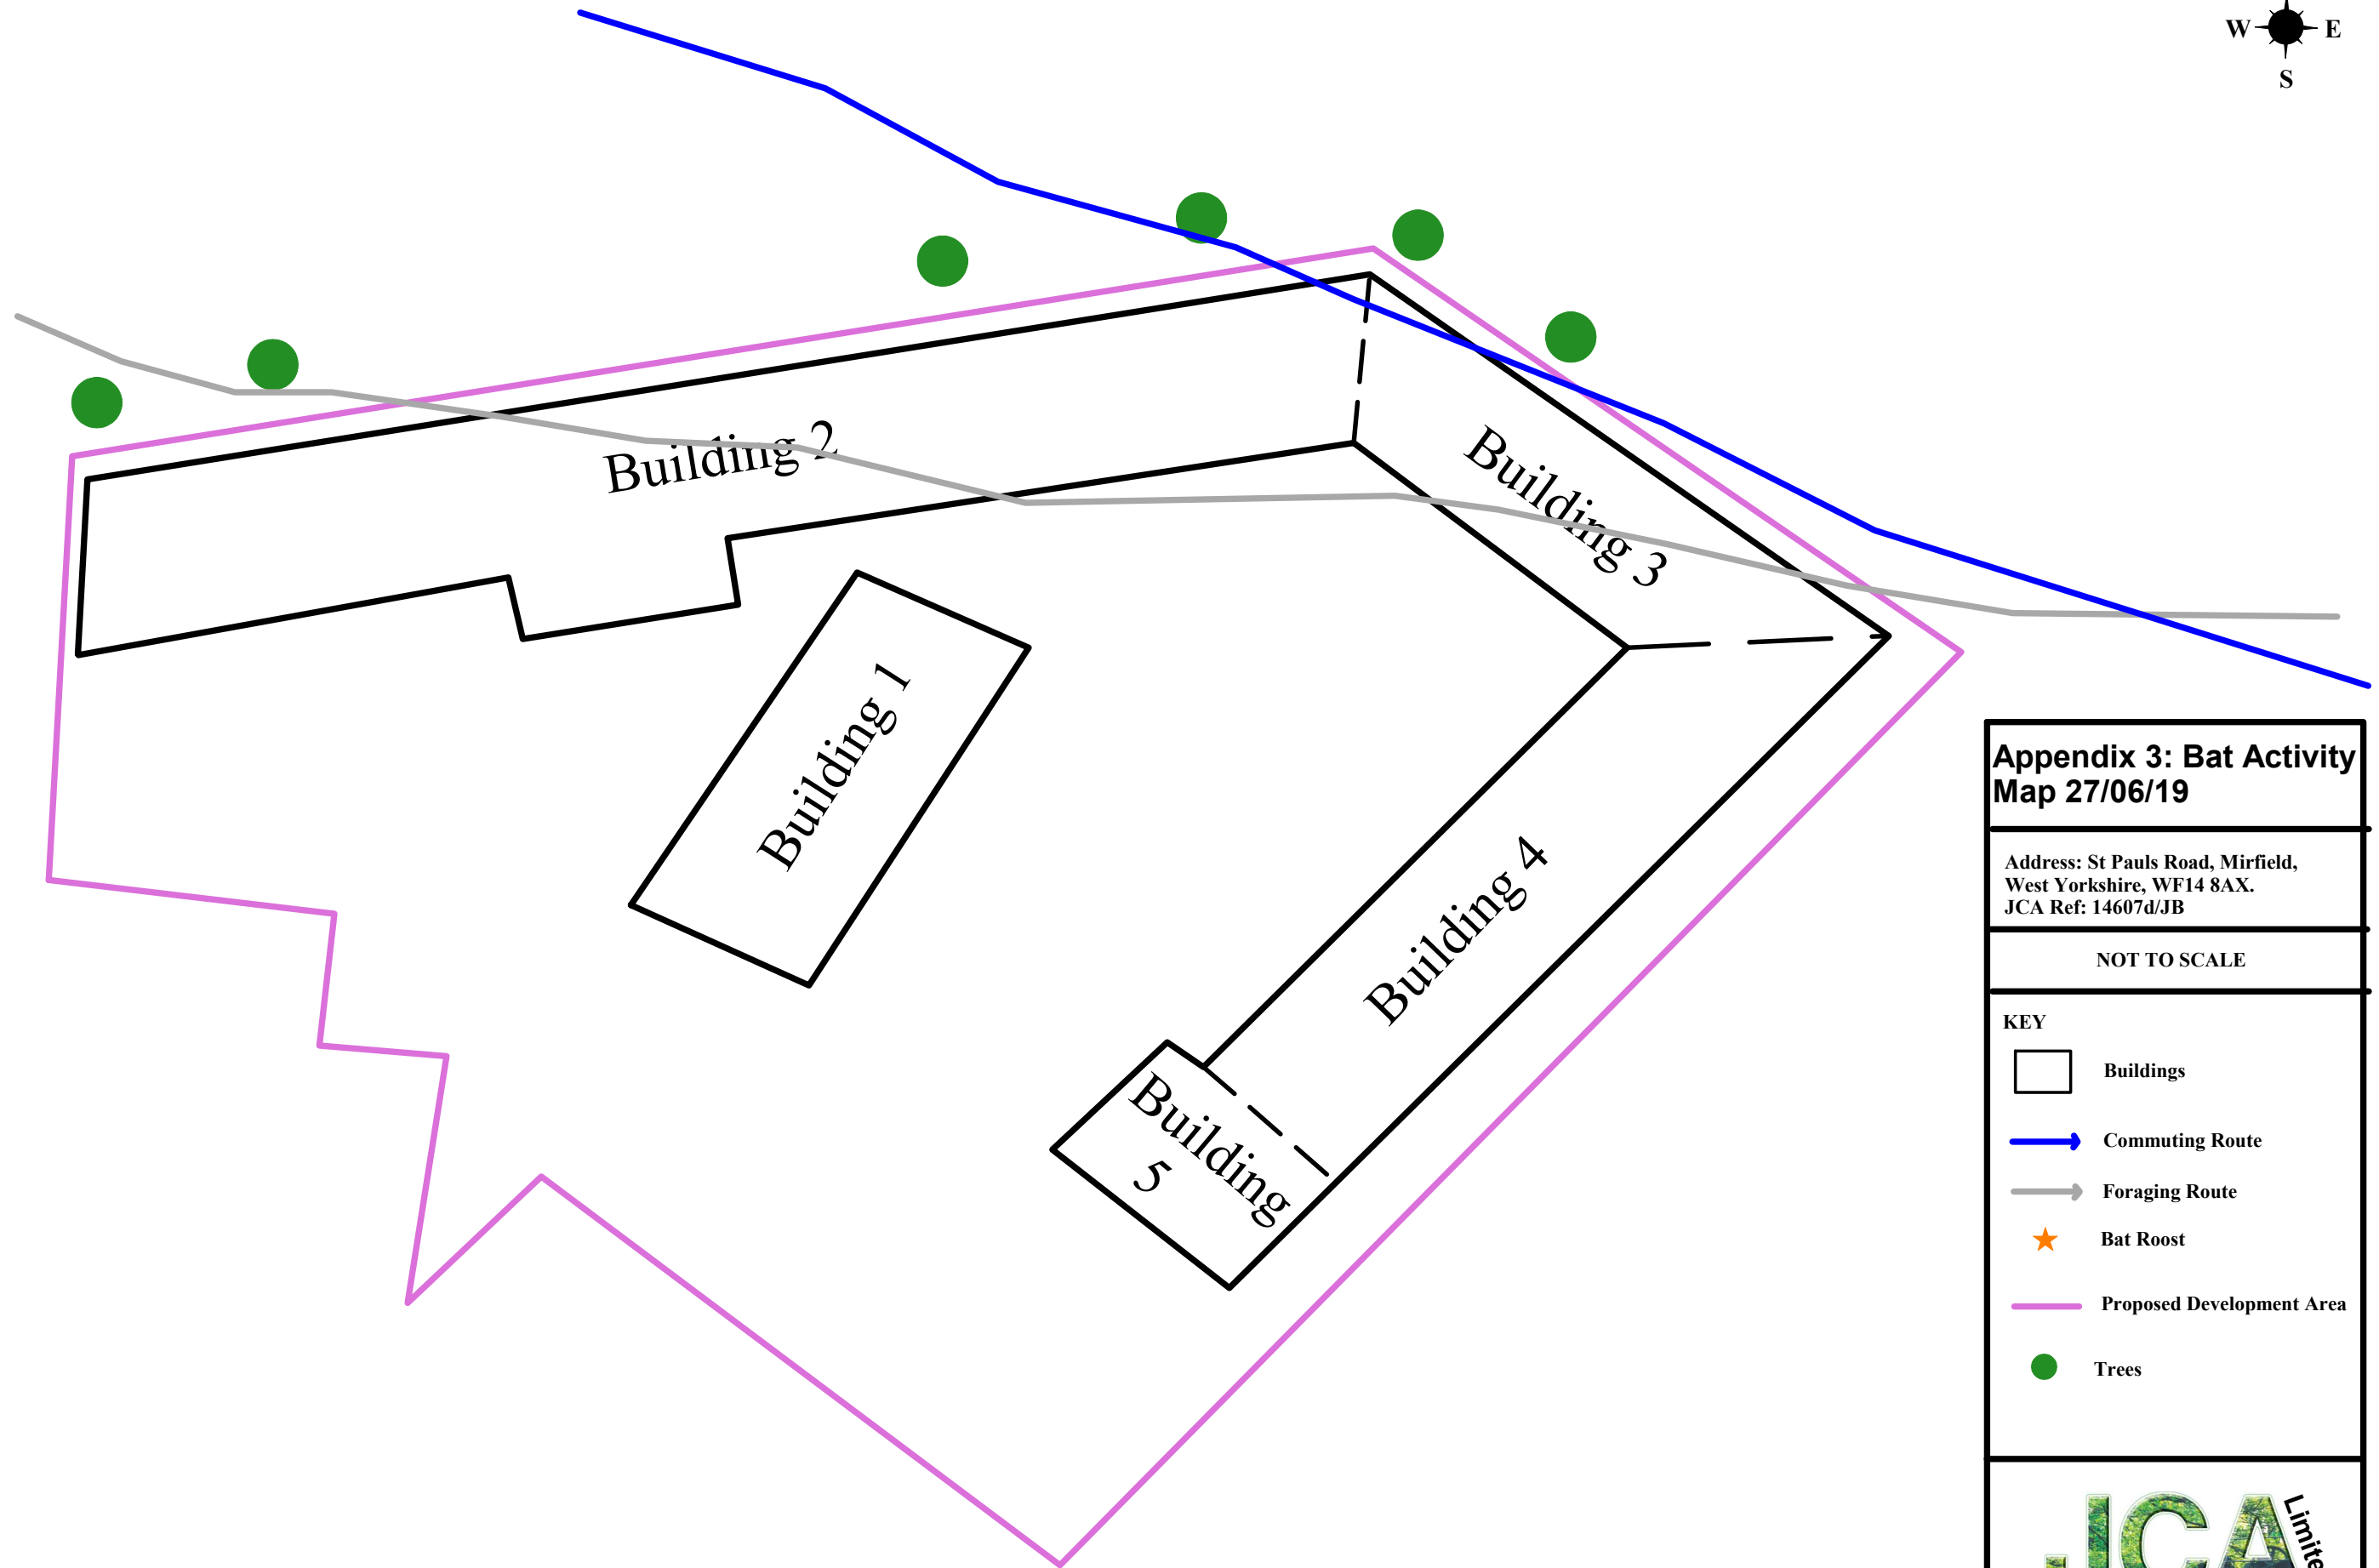 W E
S
Building 2
Building 3
Building 1
Building 4
Building
5
Appendix 3: Bat Activity
Map 27/06/19
Address: St Pauls Road, Mirfield,
West Yorkshire, WF14 8AX.
JCA Ref: 14607d/JB
NOT TO SCALE
KEY
Buildings
Commuting Route
Foraging Route
Bat Roost
Proposed Development Area
Trees
JCA